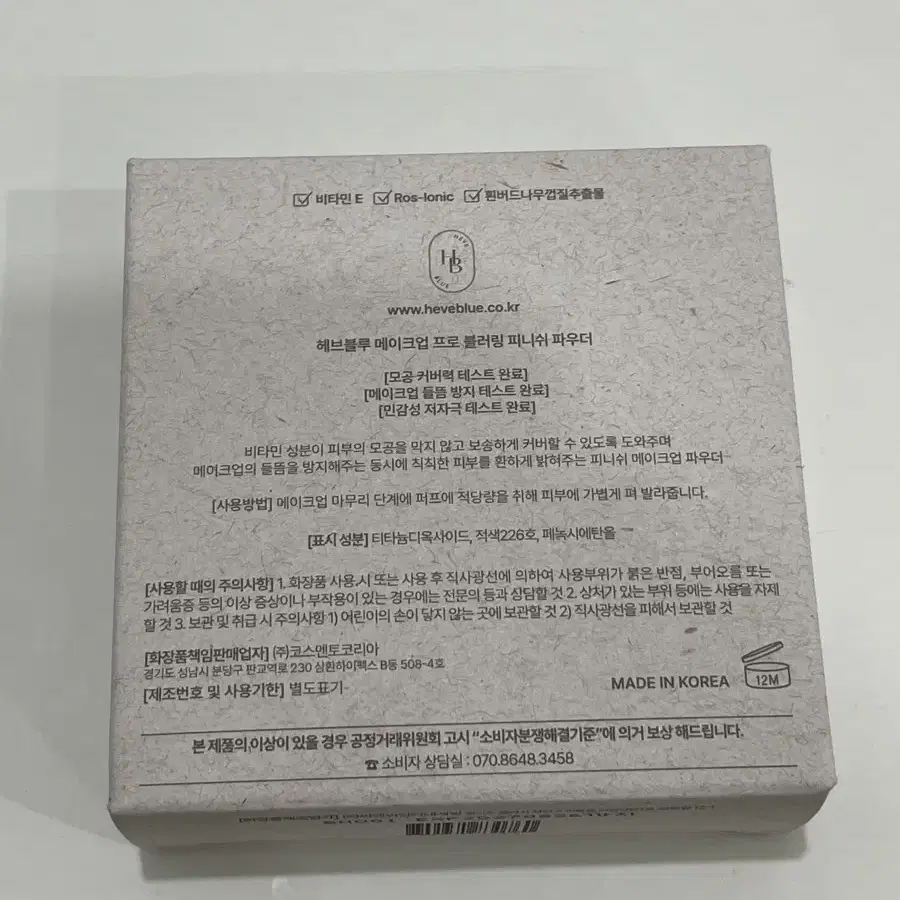 비타민 E Ros-Ionic 흰버드나무껍질추출물
HEVE
HB
BLUE
www.heveblue.co.kr
헤브블루 메이크업 프로 블러링 피니쉬 파우더
[모공 커버력 테스트 완료]
[메이크업 들뜸 방지 테스트 완료]
[민감성 저자극 테스트 완료]
비타민 성분이 피부의 모공을 막지 않고 보송하게 커버할 수 있도록 도와주며
메이크업의 들뜸을 방지해주는 동시에 칙칙한 피부를 환하게 밝혀주는 피니쉬 메이크업 파우더
[사용방법] 메이크업 마무리 단계에 퍼프에 적당량을 취해 피부에 가볍게 펴 발라줍니다.
[표시 성분] 티타늄디옥사이드, 적색226호, 페녹시에탄올
[사용할 때의 주의사항] 1. 화장품 사용 시 또는 사용 후 직사광선에 의하여 사용부위가 붉은 반점, 부어오름 또는
가려움증 등의 이상 증상이나 부작용이 있는 경우에는 전문의 등과 상담할 것 2. 상처가 있는 부위 등에는 사용을 자제
할 것 3. 보관 및 취급 시 주의사항 1) 어린이의 손이 닿지 않는 곳에 보관할 것 2) 직사광선을 피해서 보관할 것
[화장품책임판매업자] (주)코스멘토코리아
경기도 성남시 분당구 판교역로 230 삼환하이펙스 B동 508-4호
[제조번호 및 사용기한] 별도표기
MADE IN KOREA
12M
본 제품의 이상이 있을 경우 공정거래위원회 고시 “소비자분쟁해결기준”에 의거 보상 해드립니다.
☎ 소비자 상담실 : 070.8648.3458